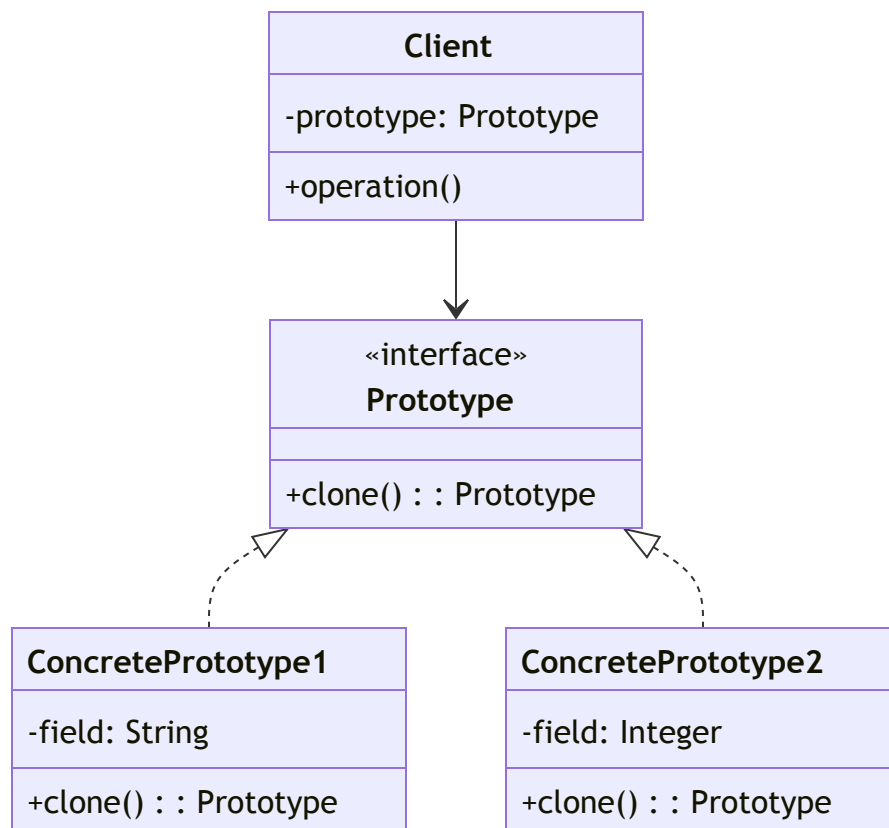 Client
-prototype: Prototype
+operation()
«interface»
Prototype
+clone() : : Prototype
ConcretePrototype1
-field: String
+clone() : : Prototype
ConcretePrototype2
-field: Integer
+clone() : : Prototype